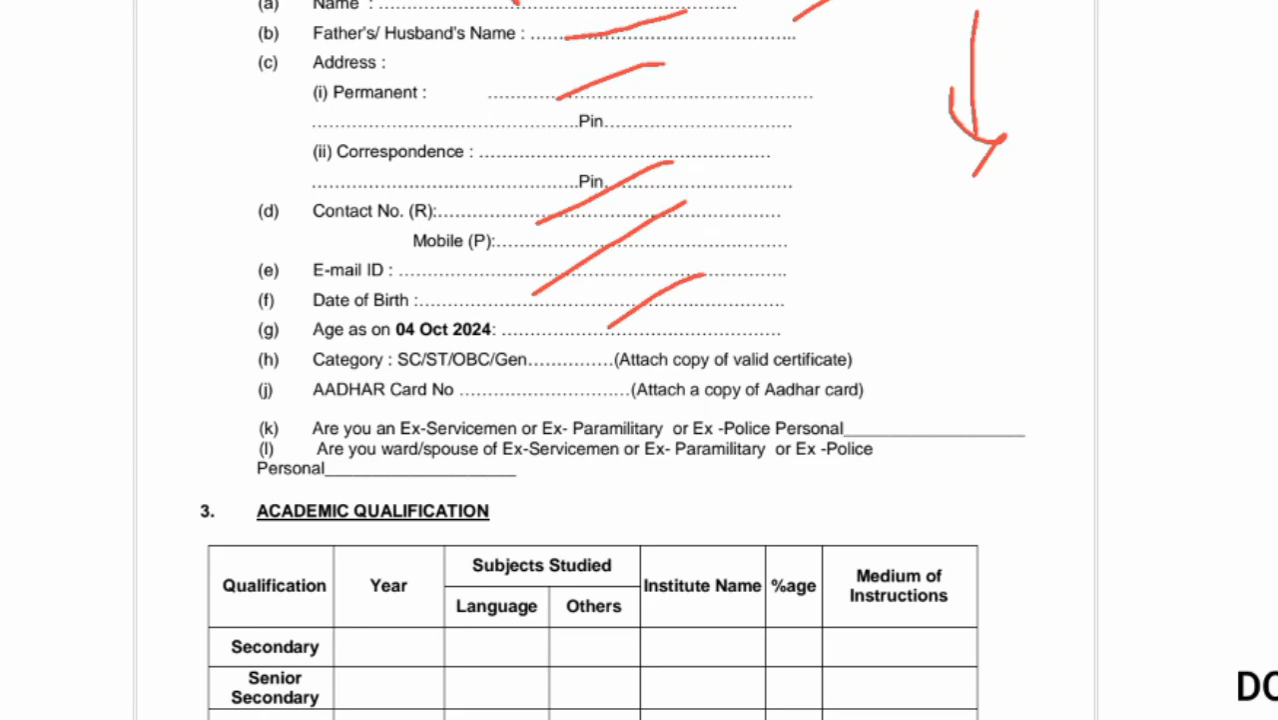 (a) Name : ……………………………………………………
(b) Father's/ Husband's Name : ……………………………………………...
(c) Address :
(i) Permanent : ……………………………………………………….
………………………………………………..Pin…………………………………
(ii) Correspondence : …………………………………………………….
………………………………………………..Pin…………………………………
(d) Contact No. (R):……………………………………………………………….
Mobile (P):…………………………………………………….
(e) E-mail ID : ……………………………………………………………………..
(f) Date of Birth :…………………………………………………………………..
(g) Age as on 04 Oct 2024: ………………………………………………….
(h) Category : SC/ST/OBC/Gen…………….(Attach copy of valid certificate)
(j) AADHAR Card No ………………………….(Attach a copy of Aadhar card)
(k) Are you an Ex-Servicemen or Ex- Paramilitary or Ex -Police Personal____________________
(l) Are you ward/spouse of Ex-Servicemen or Ex- Paramilitary or Ex -Police
Personal_____________________
3. ACADEMIC QUALIFICATION
Qualification Year Subjects Studied Institute Name %age Medium of Instructions
Language Others
Secondary
Senior
Secondary
DO